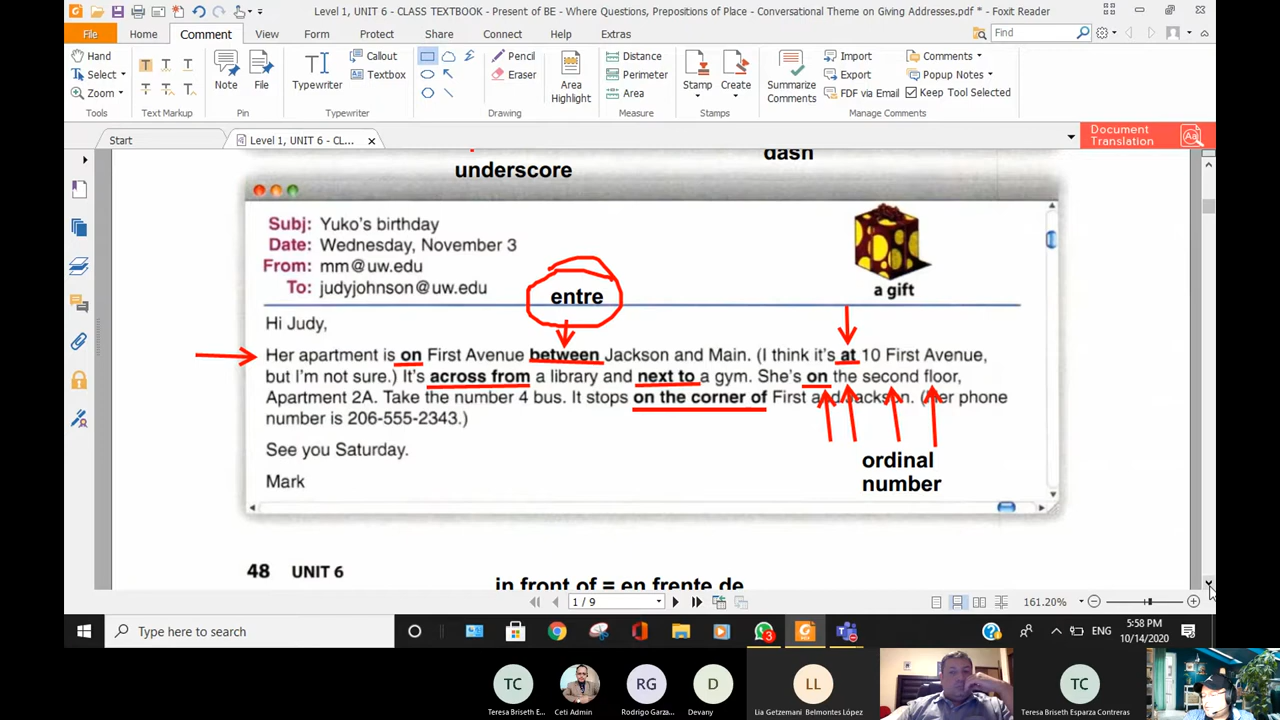 Level 1, UNIT 6 - CLASS TEXTBOOK - Present of BE - Where Questions, Prepositions of Place - Conversational Theme on Giving Addresses.pdf * - Foxit Reader
File Home Comment View Form Protect Share Connect Help Extras Find
Hand
Select
Zoom
Tools
Text Markup
Note File
Pin
Typewriter
Callout
Textbox
Typewriter
Pencil
Eraser
Area Highlight
Drawing
Distance
Perimeter
Area
Measure
Stamp Create
Stamps
Summarize Comments
Import
Export
FDF via Email
Comments
Popup Notes
Keep Tool Selected
Manage Comments
Start Level 1, UNIT 6 - CL...
Document Translation
underscore dash
Subj: Yuko's birthday
Date: Wednesday, November 3
From: mm@uw.edu
To: judyjohnson@uw.edu
entre
a gift
Hi Judy,
Her apartment is on First Avenue between Jackson and Main. (I think it's at 10 First Avenue,
but I'm not sure.) It's across from a library and next to a gym. She's on the second floor,
Apartment 2A. Take the number 4 bus. It stops on the corner of First and Jackson. (Her phone
number is 206-555-2343.)
See you Saturday.
Mark
ordinal
number
48 UNIT 6
in front of = en frente de
1 / 9 161.20%
Type here to search
3
ENG
5:58 PM
10/14/2020
TC RG D LL TC
Teresa Briseth E... Ceti Admin Rodrigo Garza... Devany Lia Getzemani Belmontes López Teresa Briseth Esparza Contreras